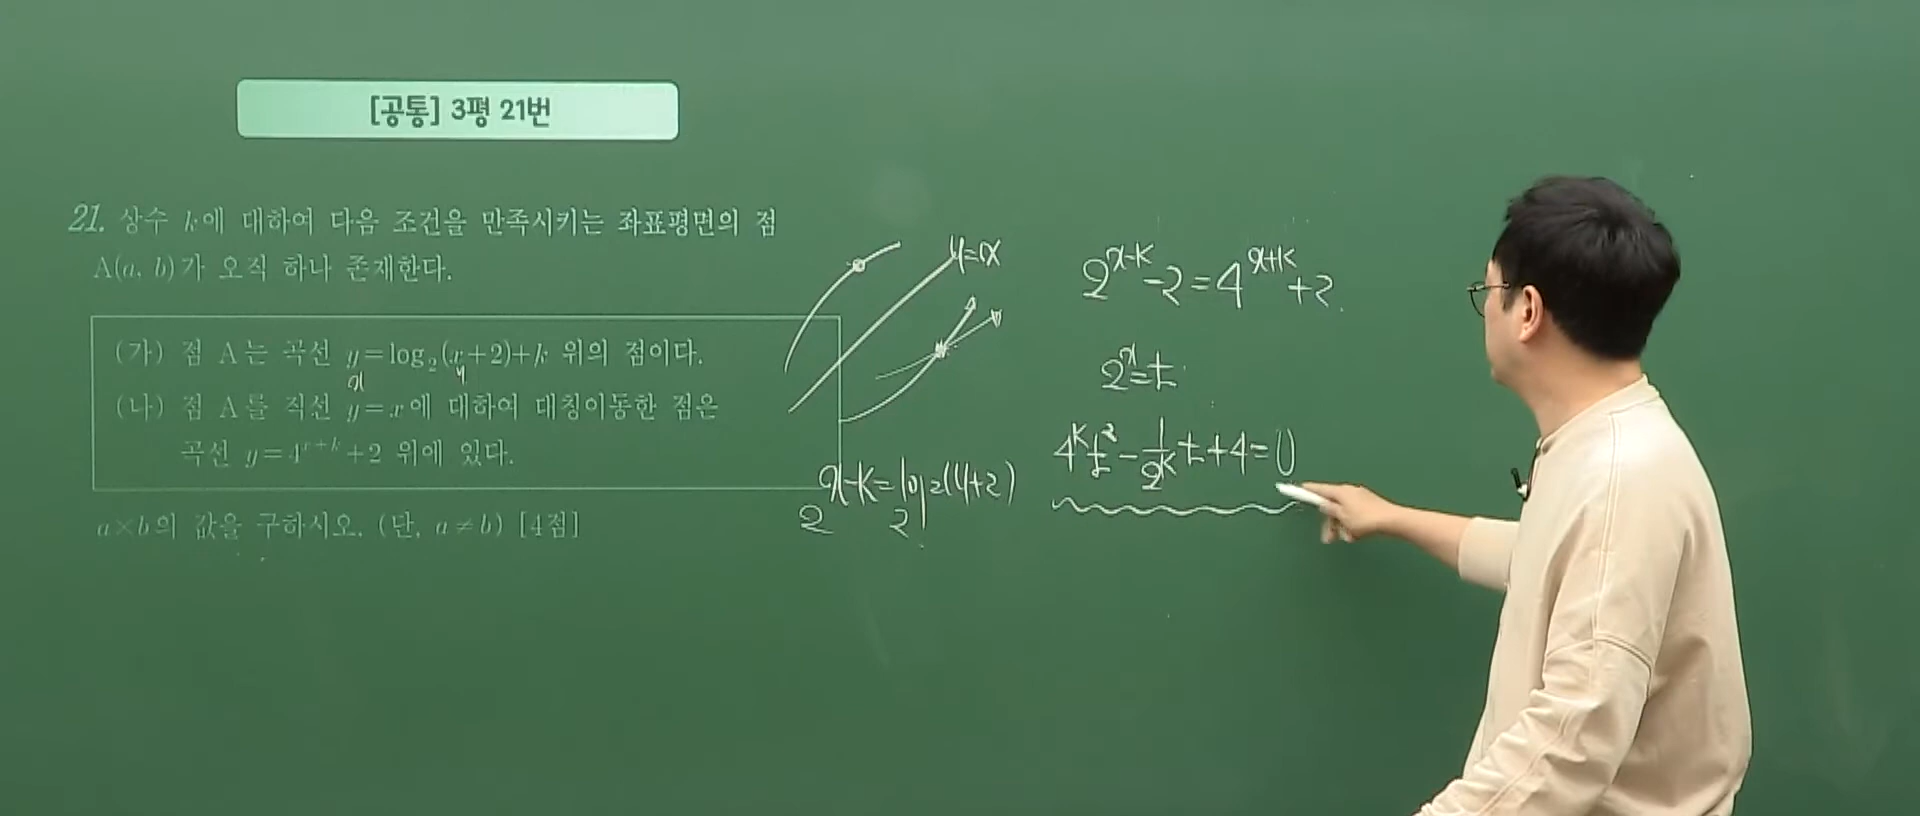 [공통] 3평 21번
21. 상수 k에 대하여 다음 조건을 만족시키는 좌표평면의 점
A(a, b)가 오직 하나 존재한다.
(가) 점 A는 곡선 y=log₂(x+2)+k 위의 점이다.
x y
(나) 점 A를 직선 y=x에 대하여 대칭이동한 점은
곡선 y=4^{x+k}+2 위에 있다.
a×b의 값을 구하시오. (단, a≠b) [4점]
y=x
x-k=log₂(y+2)
2 2
2^{x-k}-2=4^{x+k}+2
2^x=t
4^k t²-\frac{1}{2^k}t+4=0